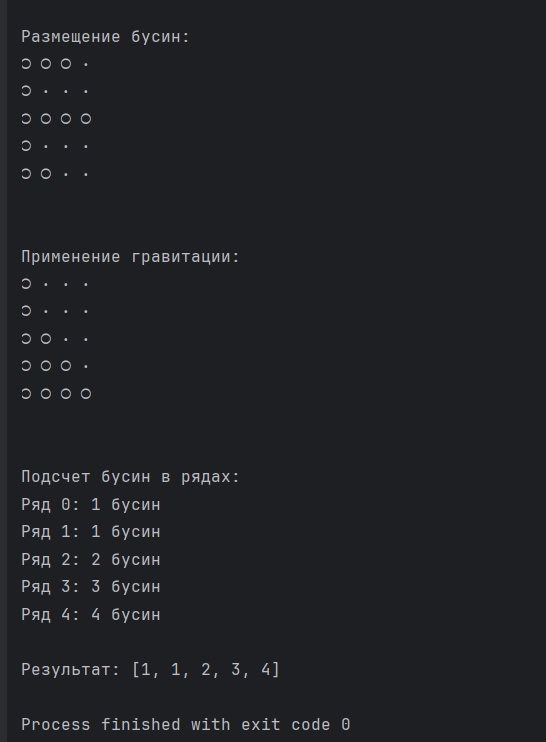 Размещение бусин:
○ ○ ○ ·
○ · · ·
○ ○ ○ ○
○ · · ·
○ ○ · ·
Применение гравитации:
○ · · ·
○ · · ·
○ ○ · ·
○ ○ ○ ·
○ ○ ○ ○
Подсчет бусин в рядах:
Ряд 0: 1 бусин
Ряд 1: 1 бусин
Ряд 2: 2 бусин
Ряд 3: 3 бусин
Ряд 4: 4 бусин
Результат: [1, 1, 2, 3, 4]
Process finished with exit code 0